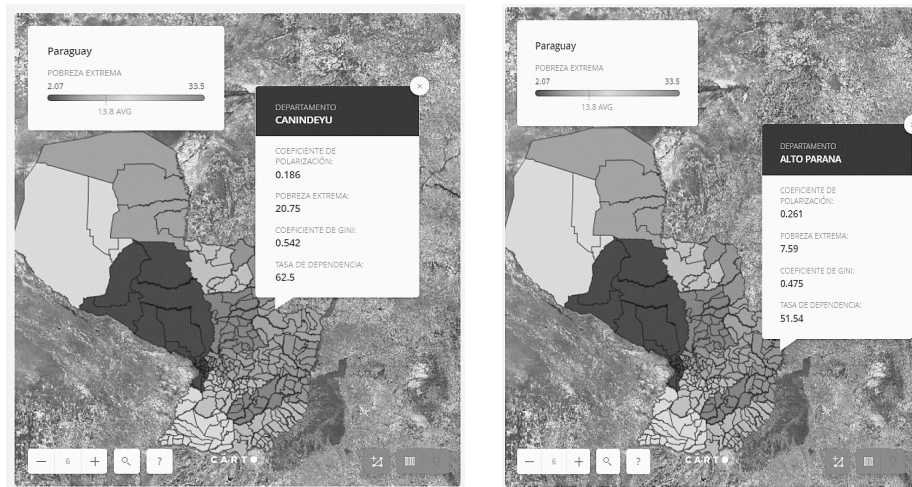 Paraguay
POBREZA EXTREMA
2.07 33.5
13.8 AVG
DEPARTAMENTO
CANINDEYU
COEFICIENTE DE
POLARIZACIÓN:
0.186
POBREZA EXTREMA:
20.75
COEFICIENTE DE GINI:
0.542
TASA DE DEPENDENCIA:
62.5
6
?
CARTO
Paraguay
POBREZA EXTREMA
2.07 33.5
13.8 AVG
DEPARTAMENTO
ALTO PARANA
COEFICIENTE DE
POLARIZACIÓN:
0.261
POBREZA EXTREMA:
7.59
COEFICIENTE DE GINI:
0.475
TASA DE DEPENDENCIA:
51.54
6
?
CARTO